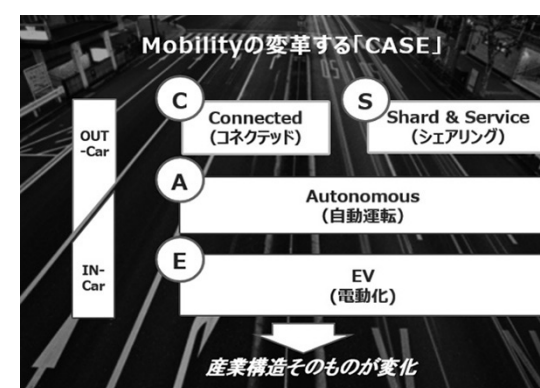 Mobilityの変革する「CASE」
OUT
-Car
IN-
Car
C
Connected
(コネクテッド)
S
Shard & Service
(シェアリング)
A
Autonomous
(自動運転)
E
EV
(電動化)
産業構造そのものが変化